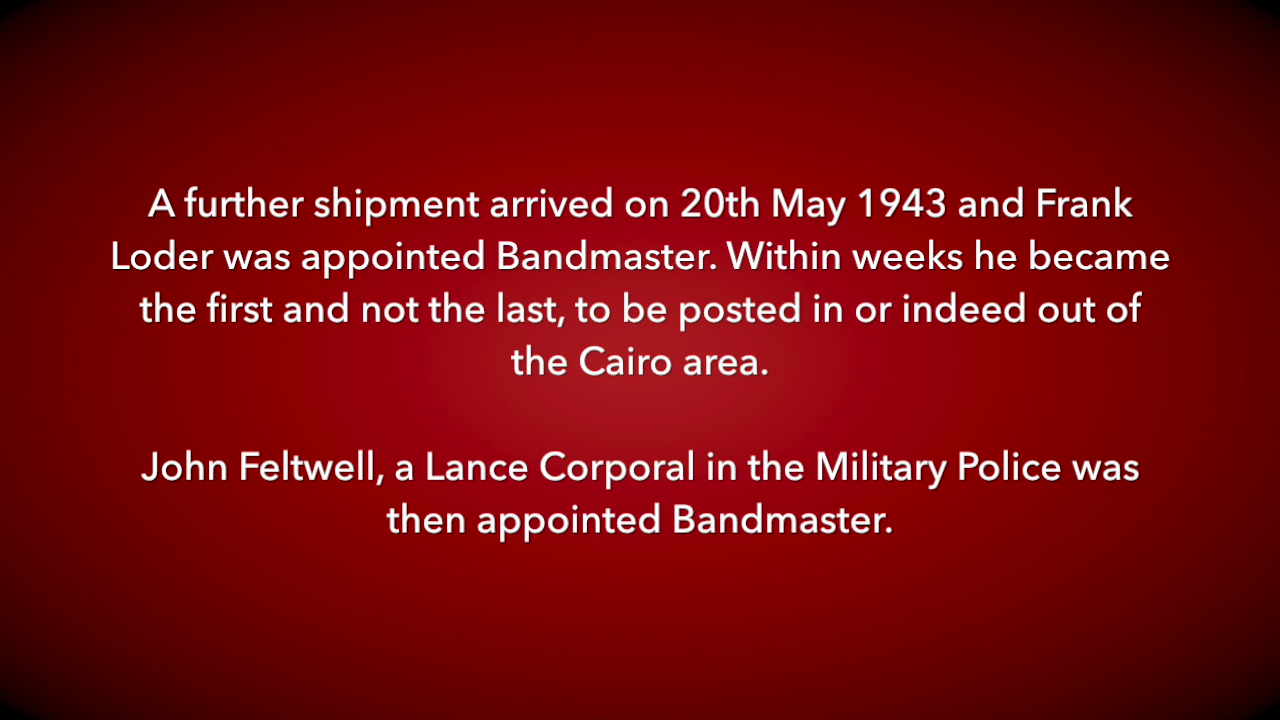 A further shipment arrived on 20th May 1943 and Frank
Loder was appointed Bandmaster. Within weeks he became
the first and not the last, to be posted in or indeed out of
the Cairo area.
John Feltwell, a Lance Corporal in the Military Police was
then appointed Bandmaster.